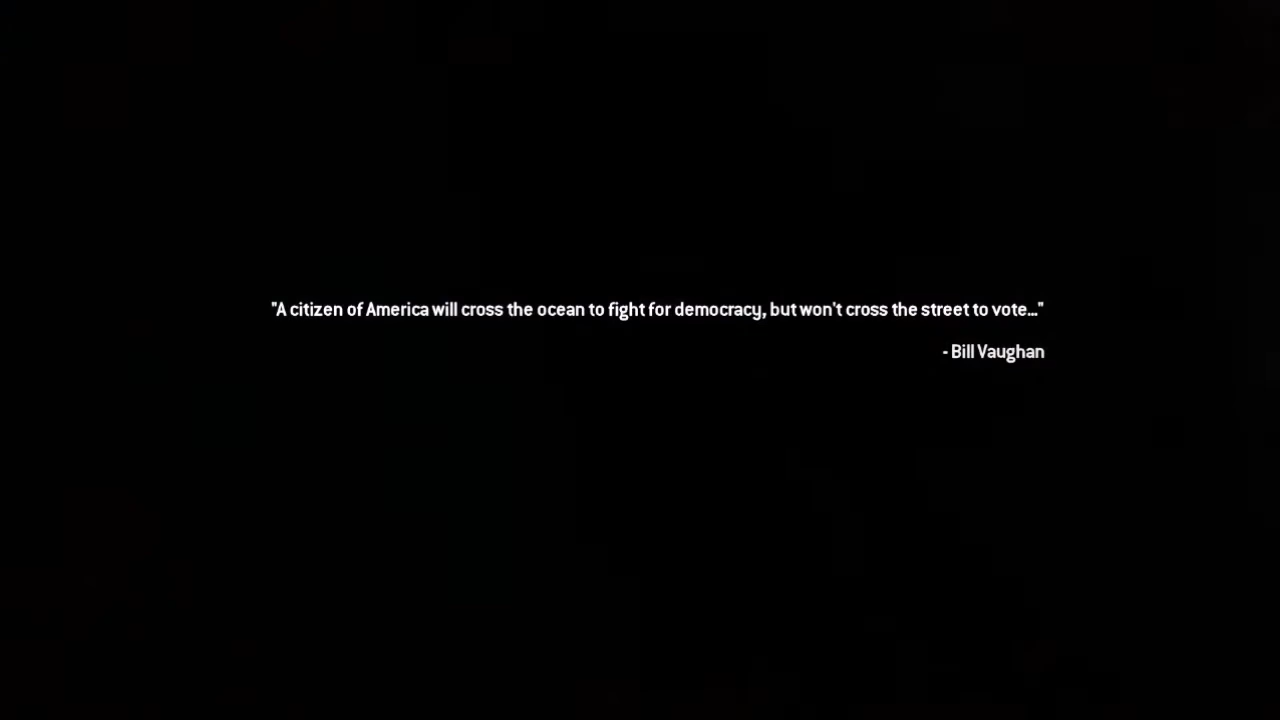 "A citizen of America will cross the ocean to fight for democracy, but won't cross the street to vote..."
- Bill Vaughan